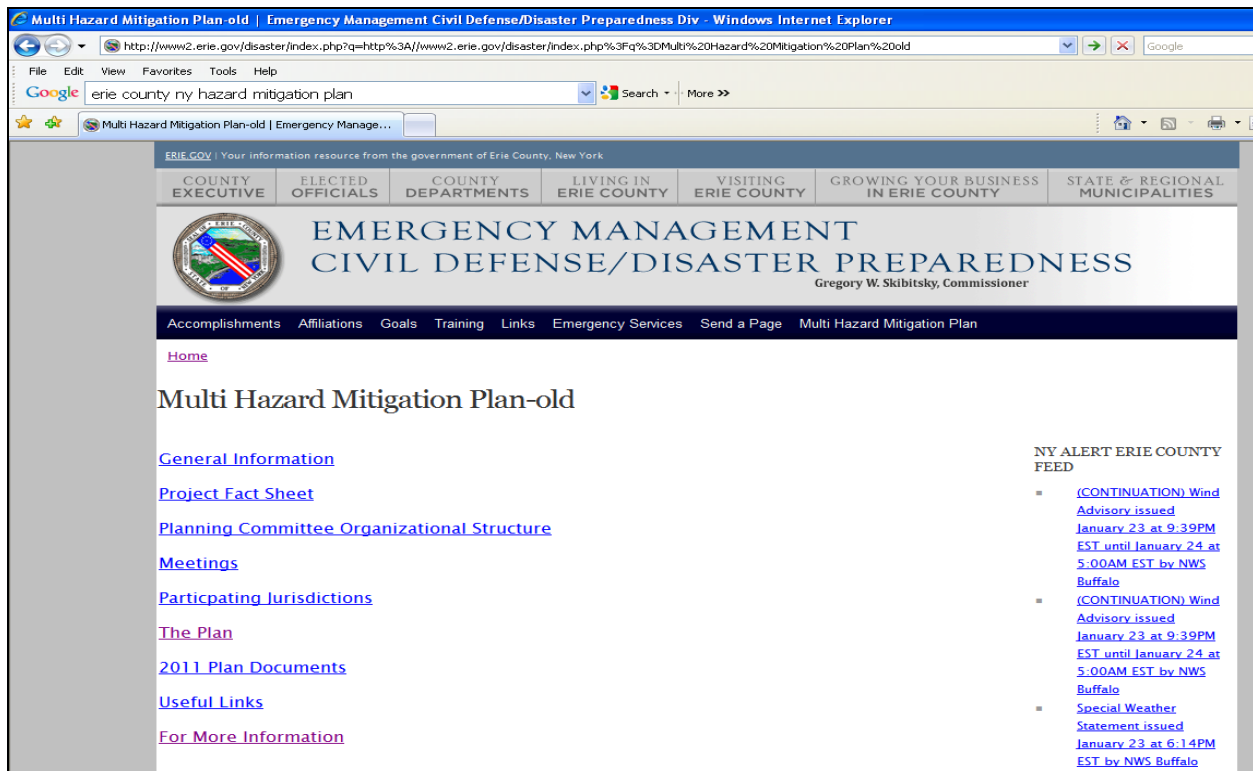 Multi Hazard Mitigation Plan-old | Emergency Management Civil Defense/Disaster Preparedness Div - Windows Internet Explorer
http://www2.erie.gov/disaster/index.php?q=http%3A//www2.erie.gov/disaster/index.php%3Fq%3DMulti%20Hazard%20Mitigation%20Plan%20old
Google
File Edit View Favorites Tools Help
Google erie county ny hazard mitigation plan Search More >>
Multi Hazard Mitigation Plan-old | Emergency Manage...
ERIE.GOV | Your information resource from the government of Erie County, New York
COUNTY EXECUTIVE
ELECTED OFFICIALS
COUNTY DEPARTMENTS
LIVING IN ERIE COUNTY
VISITING ERIE COUNTY
GROWING YOUR BUSINESS IN ERIE COUNTY
STATE & REGIONAL MUNICIPALITIES
EMERGENCY MANAGEMENT
CIVIL DEFENSE/DISASTER PREPAREDNESS
Gregory W. Skibitsky, Commissioner
Accomplishments Affiliations Goals Training Links Emergency Services Send a Page Multi Hazard Mitigation Plan
Home
Multi Hazard Mitigation Plan-old
General Information
Project Fact Sheet
Planning Committee Organizational Structure
Meetings
Particpating Jurisdictions
The Plan
2011 Plan Documents
Useful Links
For More Information
NY ALERT ERIE COUNTY
FEED
(CONTINUATION) Wind
Advisory issued
January 23 at 9:39PM
EST until January 24 at
5:00AM EST by NWS
Buffalo
(CONTINUATION) Wind
Advisory issued
January 23 at 9:39PM
EST until January 24 at
5:00AM EST by NWS
Buffalo
Special Weather
Statement issued
January 23 at 6:14PM
EST by NWS Buffalo